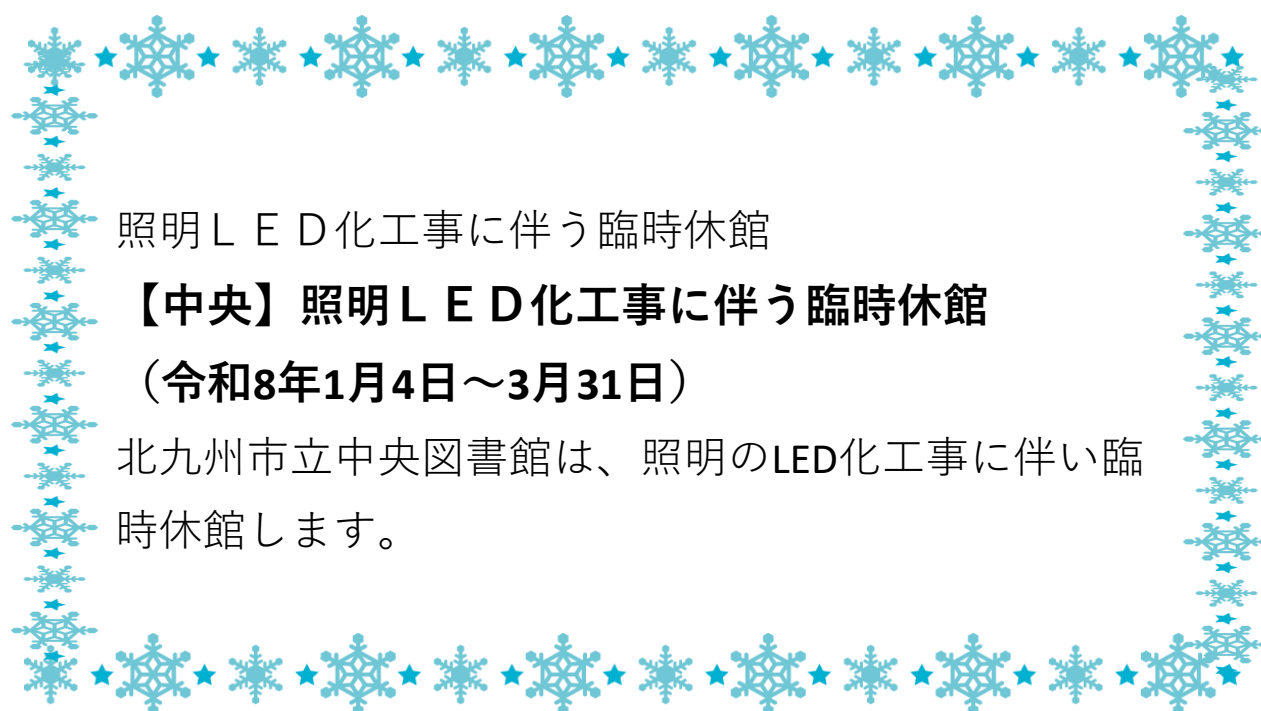 照明ＬＥＤ化工事に伴う臨時休館
【中央】照明ＬＥＤ化工事に伴う臨時休館
（令和8年1月4日～3月31日）
北九州市立中央図書館は、照明のLED化工事に伴い臨
時休館します。